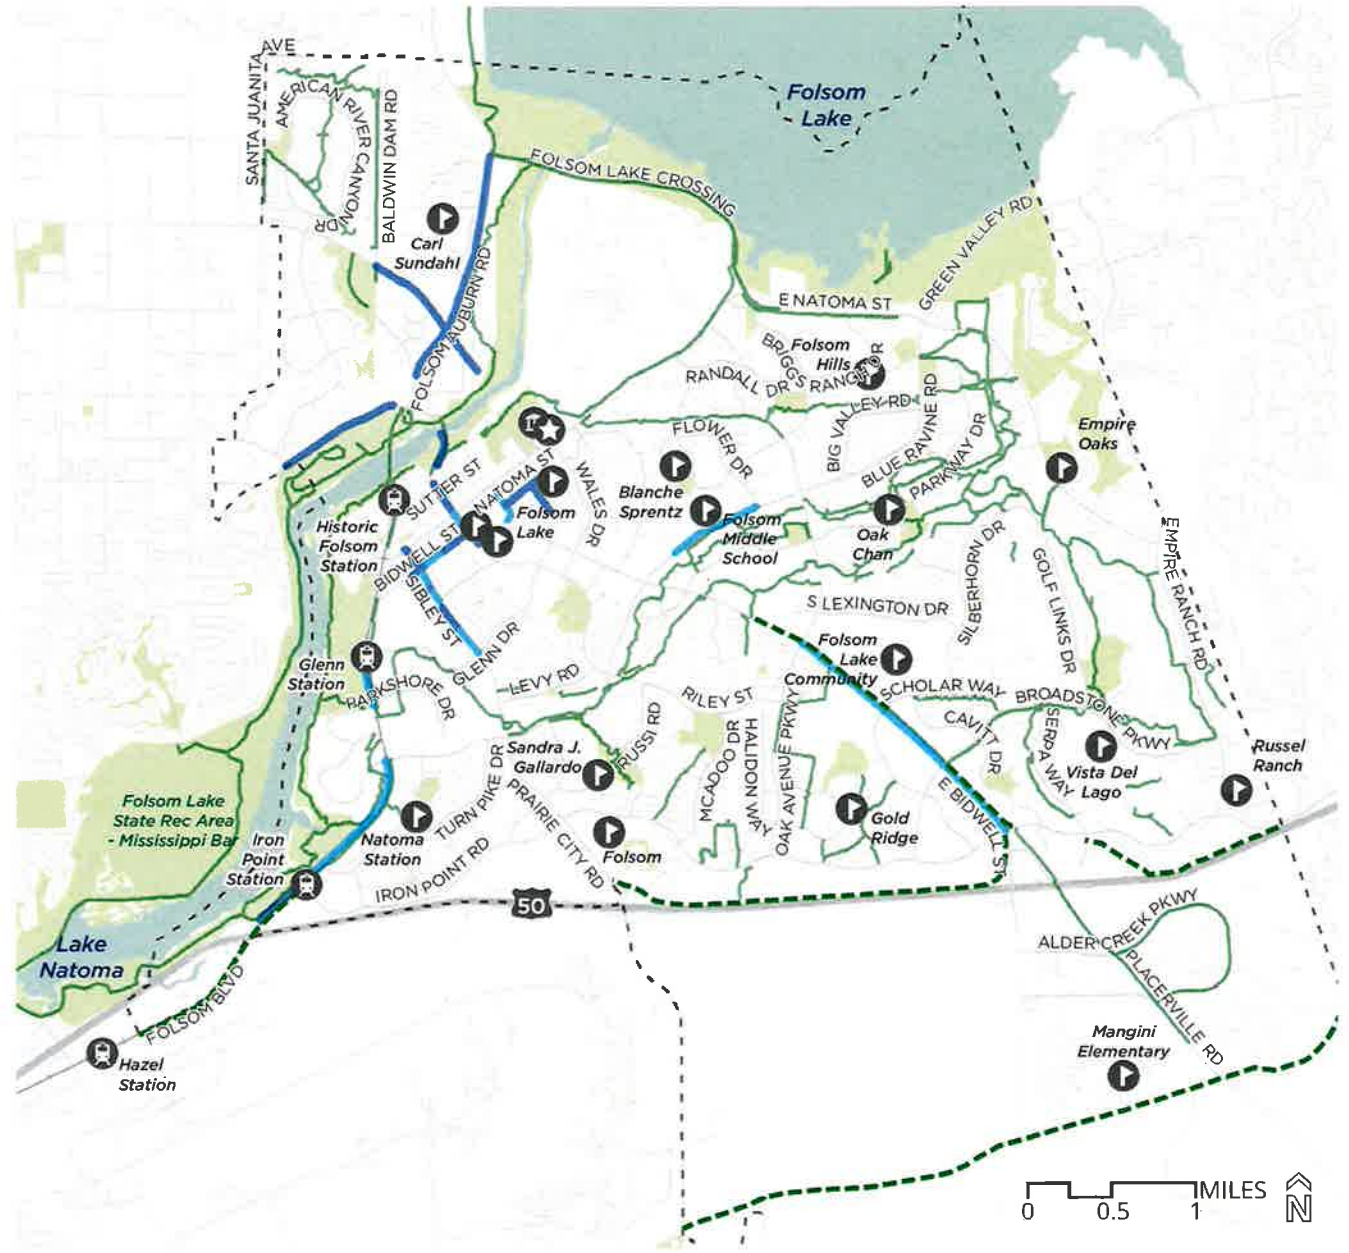 AVE
SANTA JUANITA
AMERICAN RIVER CANYON
DR
BALDWIN DAM RD
Folsom
Lake
FOLSOM LAKE CROSSING
Carl
Sundahl
FOLSOM AUBURN RD
GREEN VALLEY RD
E NATOMA ST
BRIGGS RANCH DR
Folsom
Hills
RANDALL DR
BIG VALLEY RD
FLOWER DR
BLUE RAVINE RD
PARKWAY DR
Empire
Oaks
SUTTER ST
NATOMA ST
WALES DR
Blanche
Sprentz
Folsom
Lake
Folsom
Middle
School
Oak
Chan
Historic
Folsom
Station
BIDWELL ST
SIBLEY ST
EMPIRE RANCH RD
SILBERHORN DR
GOLF LINKS DR
S LEXINGTON DR
GLENN DR
Folsom
Lake
Community
Glenn
Station
PARKSHORE DR
LEVY RD
RILEY ST
SCHOLAR WAY
BROADSTONE PKWY
CAVITT DR
SERPA WAY
RUSSI RD
MCADOO DR
HALIDON WAY
OAK AVENUE PKWY
Sandra J.
Gallardo
TURN PIKE DR
PRAIRIE CITY RD
Vista Del
Lago
Russel
Ranch
E BIDWELL ST
Folsom Lake
State Rec Area
- Mississippi Bar
Natoma
Station
Gold
Ridge
Folsom
Iron
Point
Station
IRON POINT RD
50
ALDER CREEK PKWY
PLACERVILLE RD
Lake
Natoma
FOLSOM BLVD
Hazel
Station
Mangini
Elementary
MILES
0 0.5 1
N